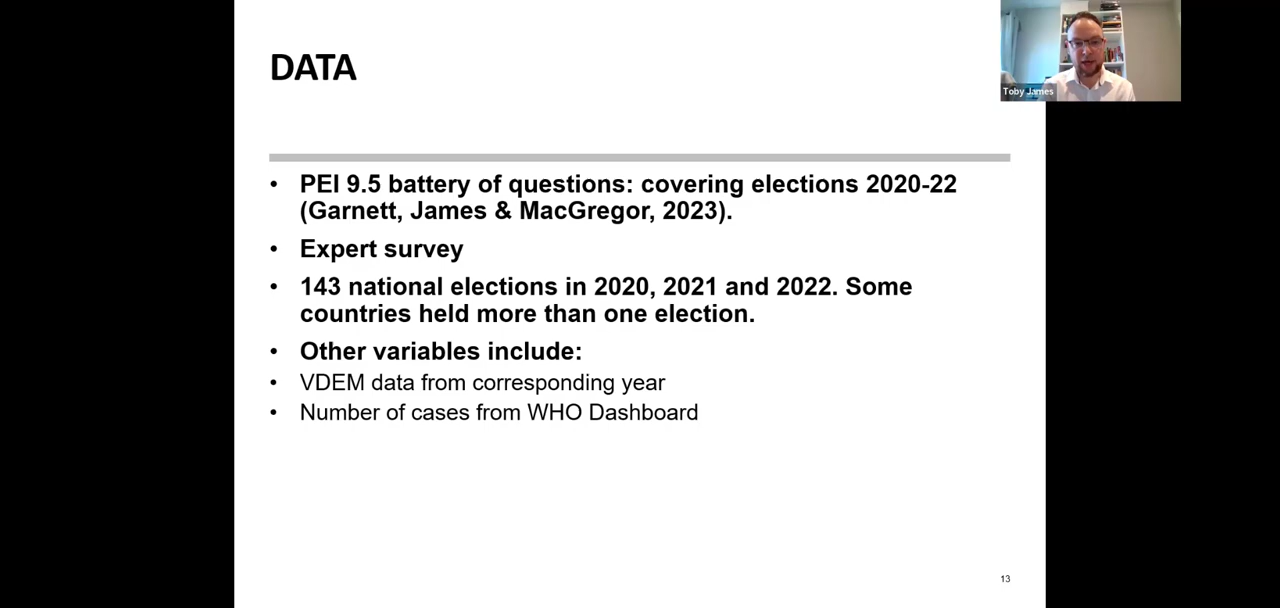 DATA
Toby James
• PEI 9.5 battery of questions: covering elections 2020-22
(Garnett, James & MacGregor, 2023).
• Expert survey
• 143 national elections in 2020, 2021 and 2022. Some
countries held more than one election.
• Other variables include:
• VDEM data from corresponding year
• Number of cases from WHO Dashboard
13